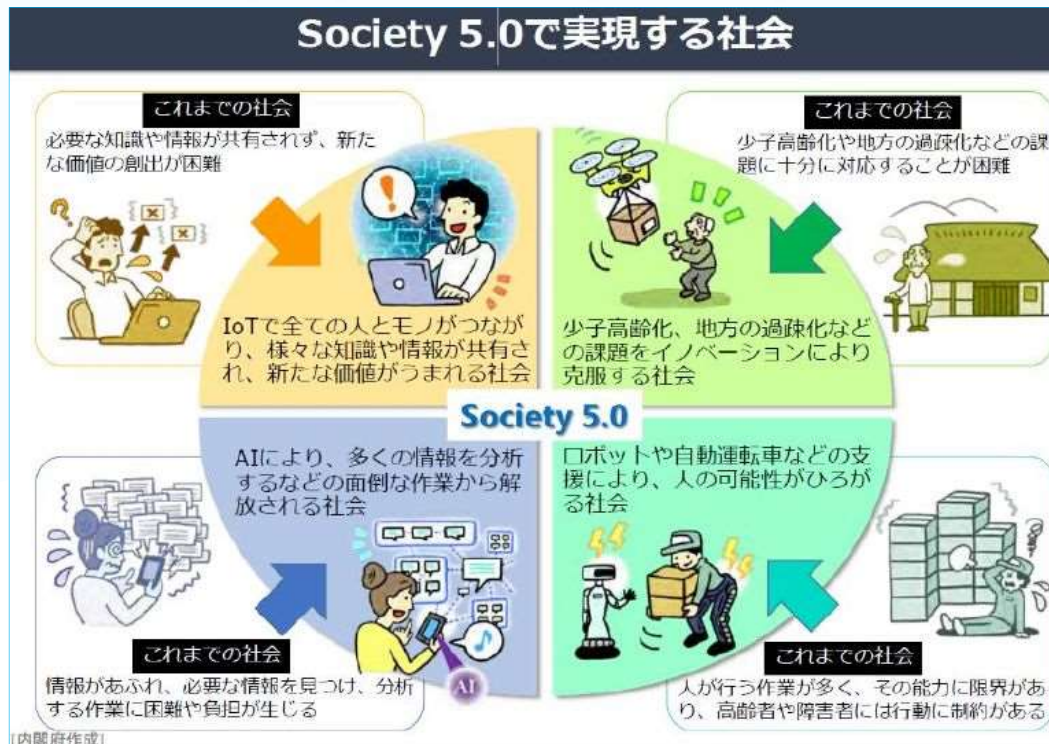 Society 5.0で実現する社会
これまでの社会
必要な知識や情報が共有されず、新た
な価値の創出が困難
これまでの社会
少子高齢化や地方の過疎化などの課
題に十分に対応することが困難
IoTで全ての人とモノがつなが
り、様々な知識や情報が共有さ
れ、新たな価値がうまれる社会
少子高齢化、地方の過疎化など
の課題をイノベーションにより
克服する社会
Society 5.0
AIにより、多くの情報を分析
するなどの面倒な作業から解
放される社会
ロボットや自動運転車などの支
援により、人の可能性がひろが
る社会
AI
これまでの社会
情報があふれ、必要な情報を見つけ、分析
する作業に困難や負担が生じる
これまでの社会
人が行う作業が多く、その能力に限界があ
り、高齢者や障害者には行動に制約がある
[内閣府作成]